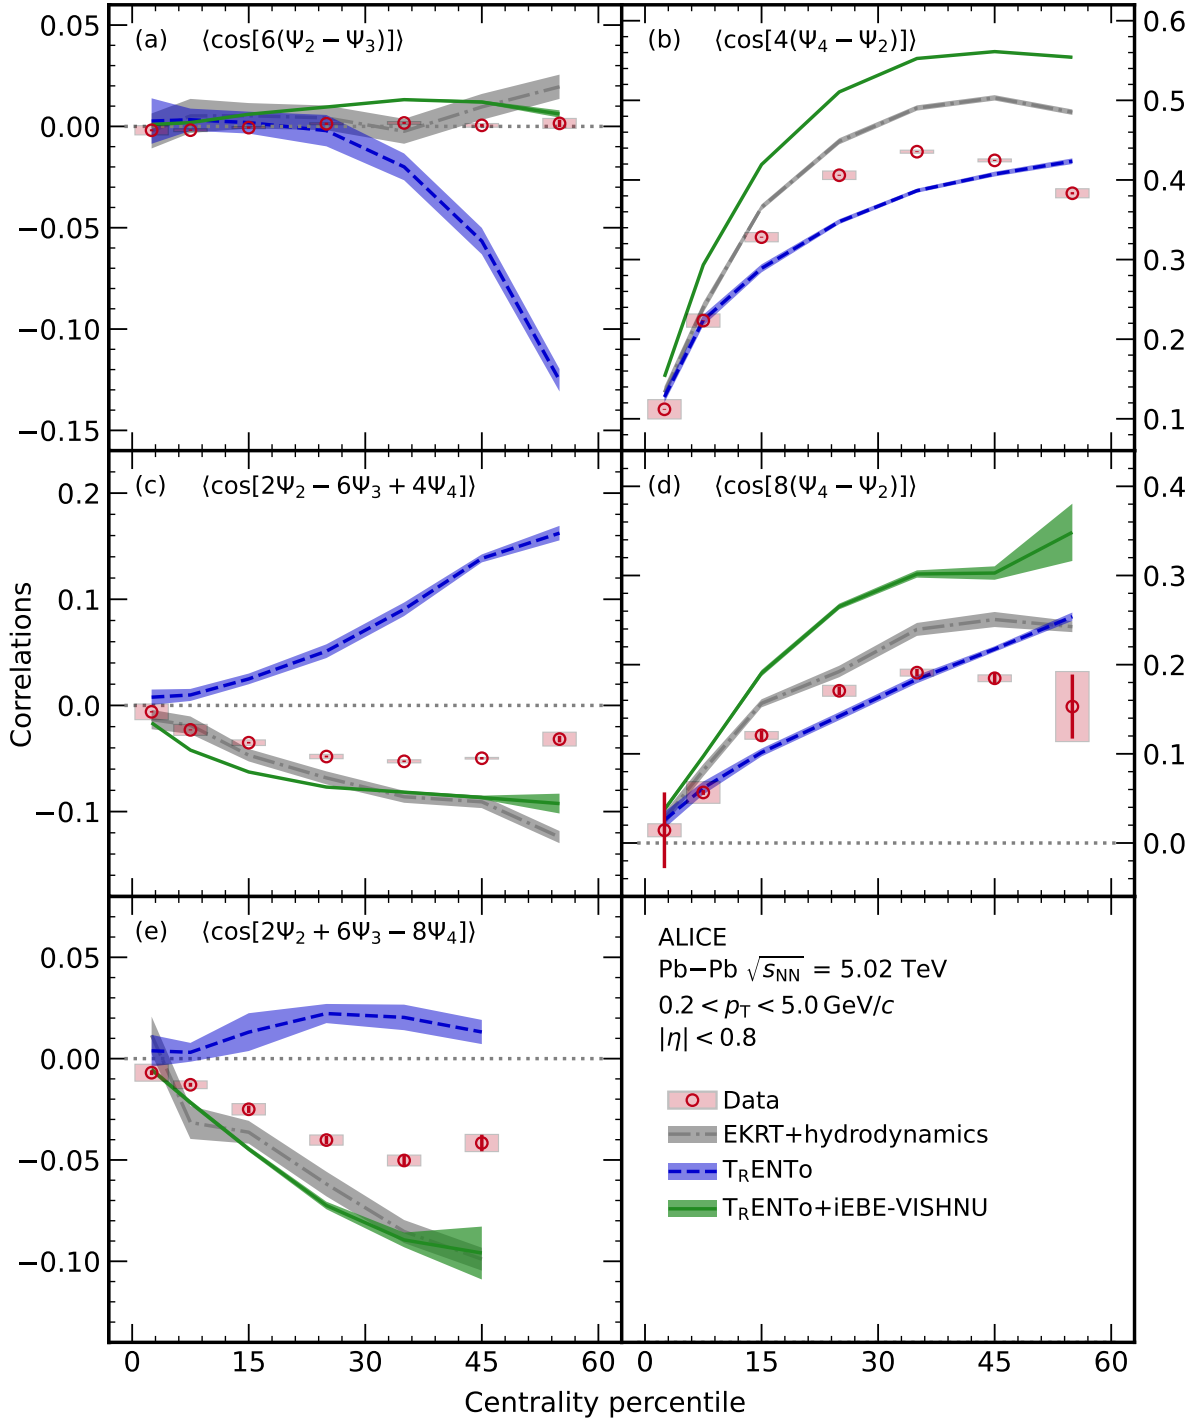 (a) ⟨cos[6(Ψ₂ − Ψ₃)]⟩
0.05
0.00
−0.05
−0.10
−0.15
(b) ⟨cos[4(Ψ₄ − Ψ₂)]⟩
0.6
0.5
0.4
0.3
0.2
0.1
(c) ⟨cos[2Ψ₂ − 6Ψ₃ + 4Ψ₄]⟩
0.2
0.1
0.0
−0.1
Correlations
(d) ⟨cos[8(Ψ₄ − Ψ₂)]⟩
0.4
0.3
0.2
0.1
0.0
(e) ⟨cos[2Ψ₂ + 6Ψ₃ − 8Ψ₄]⟩
0.05
0.00
−0.05
−0.10
0 15 30 45 60
ALICE
Pb−Pb √s_NN = 5.02 TeV
0.2 < p_T < 5.0 GeV/c
|η| < 0.8
Data
EKRT+hydrodynamics
T_RENTo
T_RENTo+iEBE-VISHNU
0 15 30 45 60
Centrality percentile